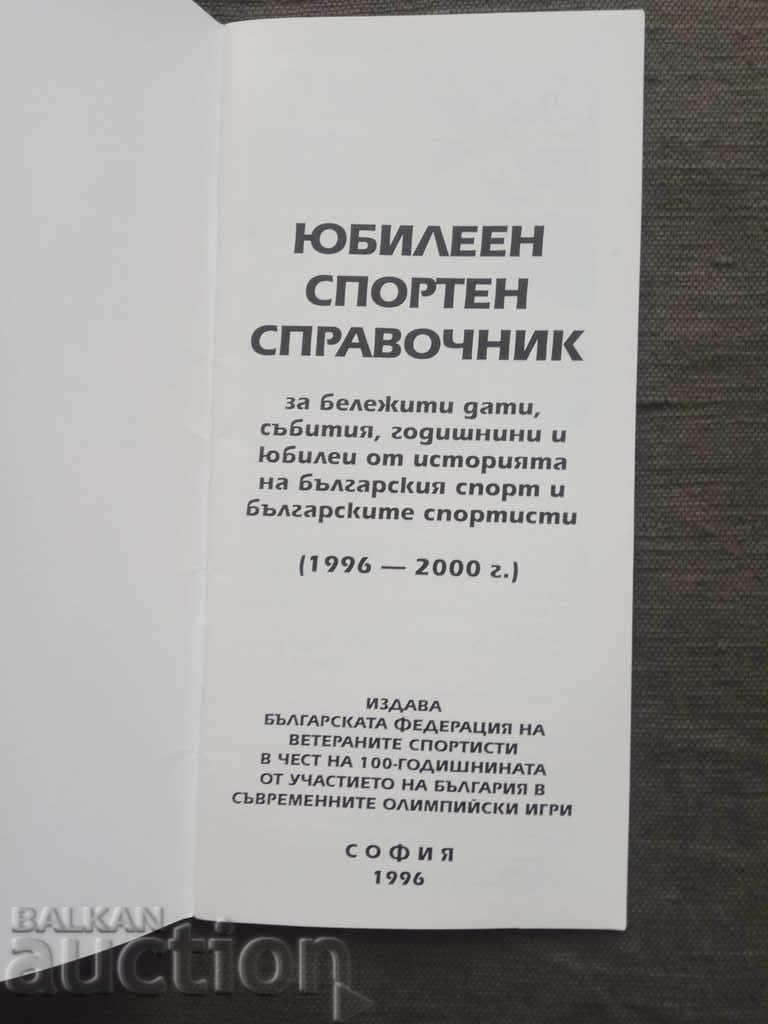 ЮБИЛЕЕН
СПОРТЕН
СПРАВОЧНИК
за бележити дати,
събития, годишнини и
юбилеи от историята
на българския спорт и
българските спортисти
(1996 — 2000 г.)
ИЗДАВА
БЪЛГАРСКАТА ФЕДЕРАЦИЯ НА
ВЕТЕРАНИТЕ СПОРТИСТИ
В ЧЕСТ НА 100-ГОДИШНИНАТА
ОТ УЧАСТИЕТО НА БЪЛГАРИЯ В
СЪВРЕМЕННИТЕ ОЛИМПИЙСКИ ИГРИ
СОФИЯ
1996
BALKAN
auction